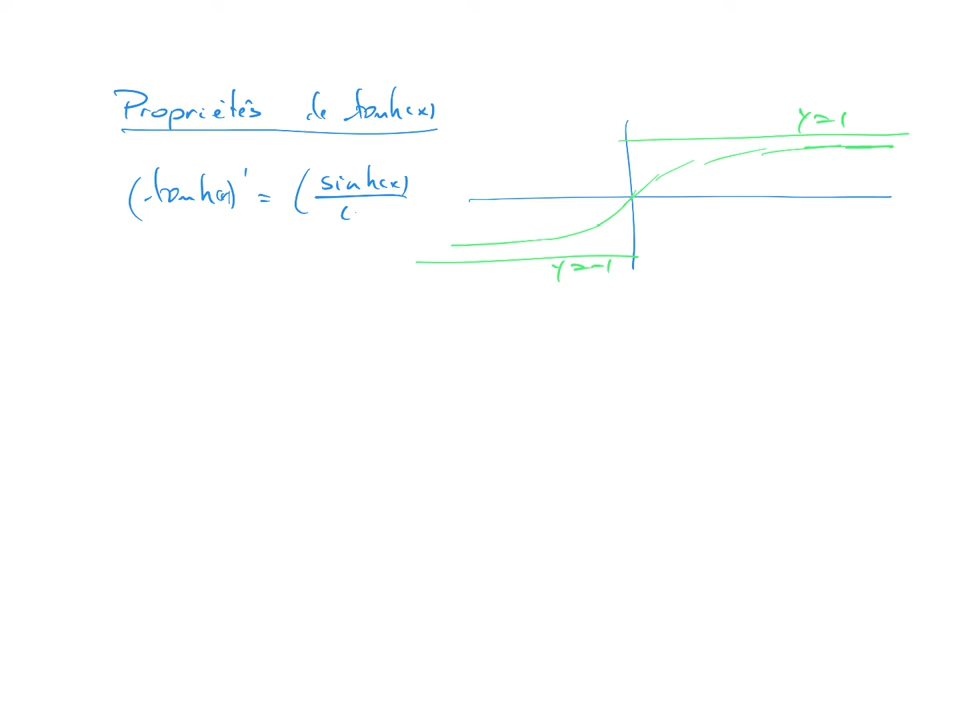 Propriétés de tanh(x)
y = 1
(tanh(x))' = ( sinh(x) / c
y = -1